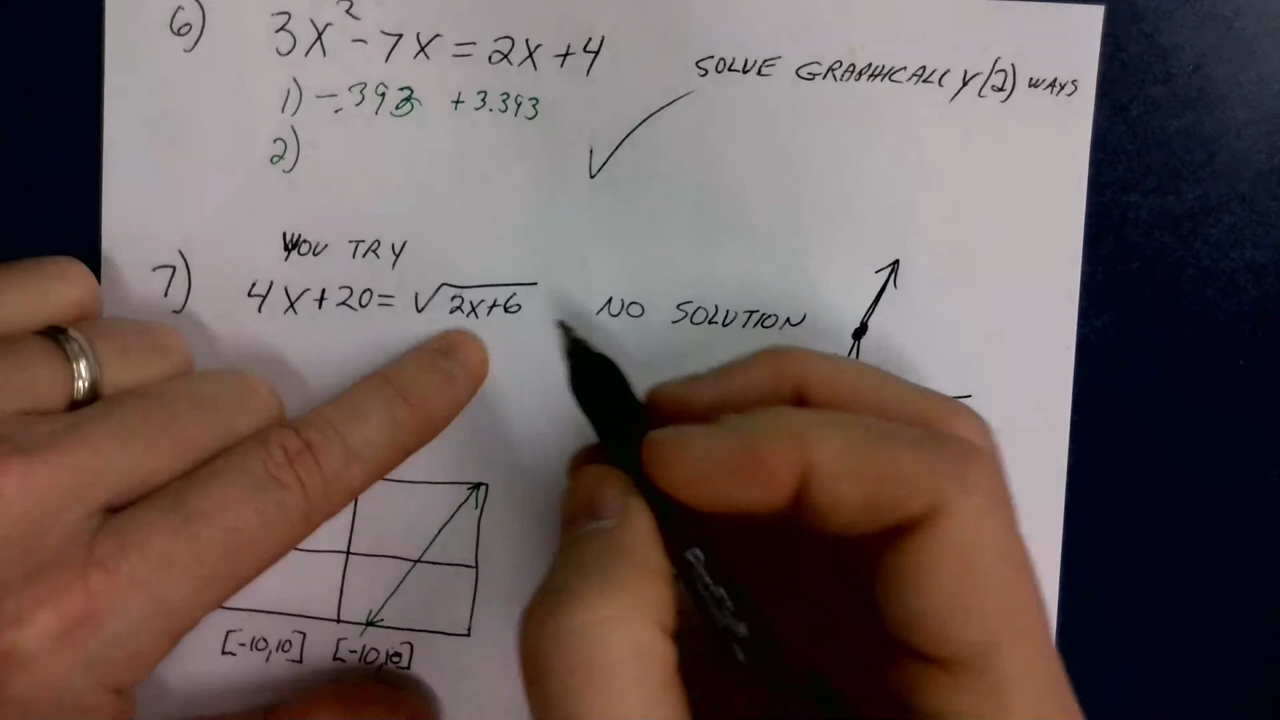 6) 3X² - 7X = 2X + 4
SOLVE GRAPHICALLY (2) WAYS
1) -.393 +3.393
2)
YOU TRY
7) 4X + 20 = √2X+6 NO SOLUTION
[-10,10] [-10,10]